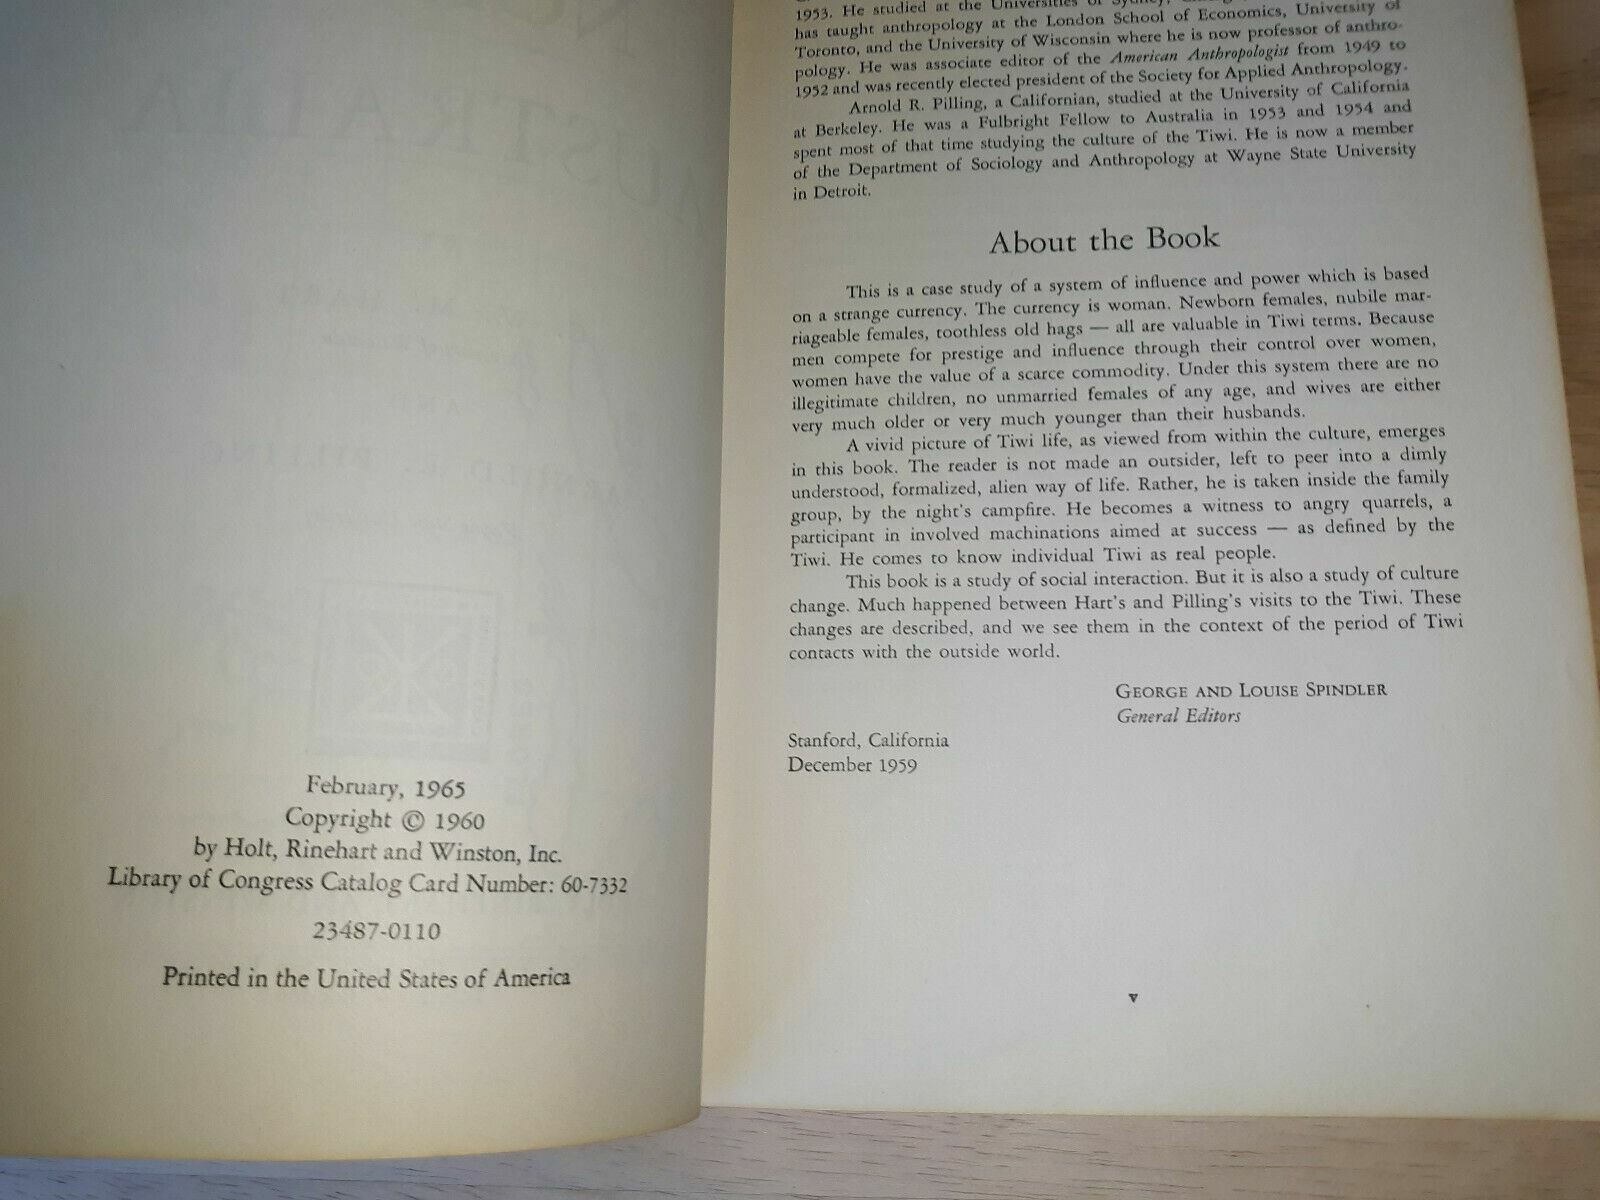 February, 1965
Copyright © 1960
by Holt, Rinehart and Winston, Inc.
Library of Congress Catalog Card Number: 60-7332
23487-0110
Printed in the United States of America
1953. He studied at the Universities of Sydney,
has taught anthropology at the London School of Economics, University of
Toronto, and the University of Wisconsin where he is now professor of anthro-
pology. He was associate editor of the American Anthropologist from 1949 to
1952 and was recently elected president of the Society for Applied Anthropology.
Arnold R. Pilling, a Californian, studied at the University of California
at Berkeley. He was a Fulbright Fellow to Australia in 1953 and 1954 and
spent most of that time studying the culture of the Tiwi. He is now a member
of the Department of Sociology and Anthropology at Wayne State University
in Detroit.
About the Book
This is a case study of a system of influence and power which is based
on a strange currency. The currency is woman. Newborn females, nubile mar-
riageable females, toothless old hags — all are valuable in Tiwi terms. Because
men compete for prestige and influence through their control over women,
women have the value of a scarce commodity. Under this system there are no
illegitimate children, no unmarried females of any age, and wives are either
very much older or very much younger than their husbands.
A vivid picture of Tiwi life, as viewed from within the culture, emerges
in this book. The reader is not made an outsider, left to peer into a dimly
understood, formalized, alien way of life. Rather, he is taken inside the family
group, by the night's campfire. He becomes a witness to angry quarrels, a
participant in involved machinations aimed at success — as defined by the
Tiwi. He comes to know individual Tiwi as real people.
This book is a study of social interaction. But it is also a study of culture
change. Much happened between Hart's and Pilling's visits to the Tiwi. These
changes are described, and we see them in the context of the period of Tiwi
contacts with the outside world.
GEORGE AND LOUISE SPINDLER
General Editors
Stanford, California
December 1959
v